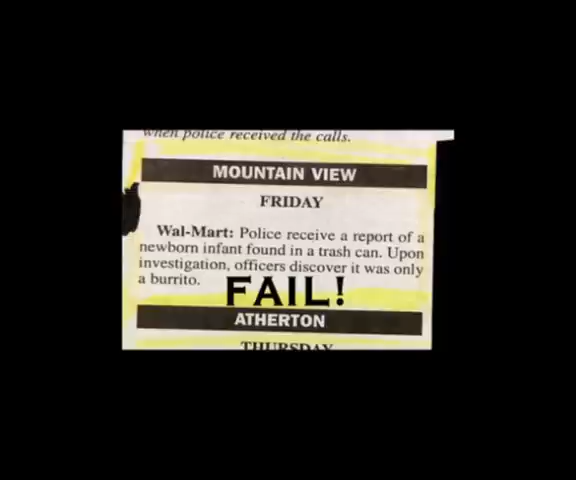 when police received the calls.
MOUNTAIN VIEW
FRIDAY
Wal-Mart: Police receive a report of a
newborn infant found in a trash can. Upon
investigation, officers discover it was only
a burrito.
FAIL!
ATHERTON
THURSDAY